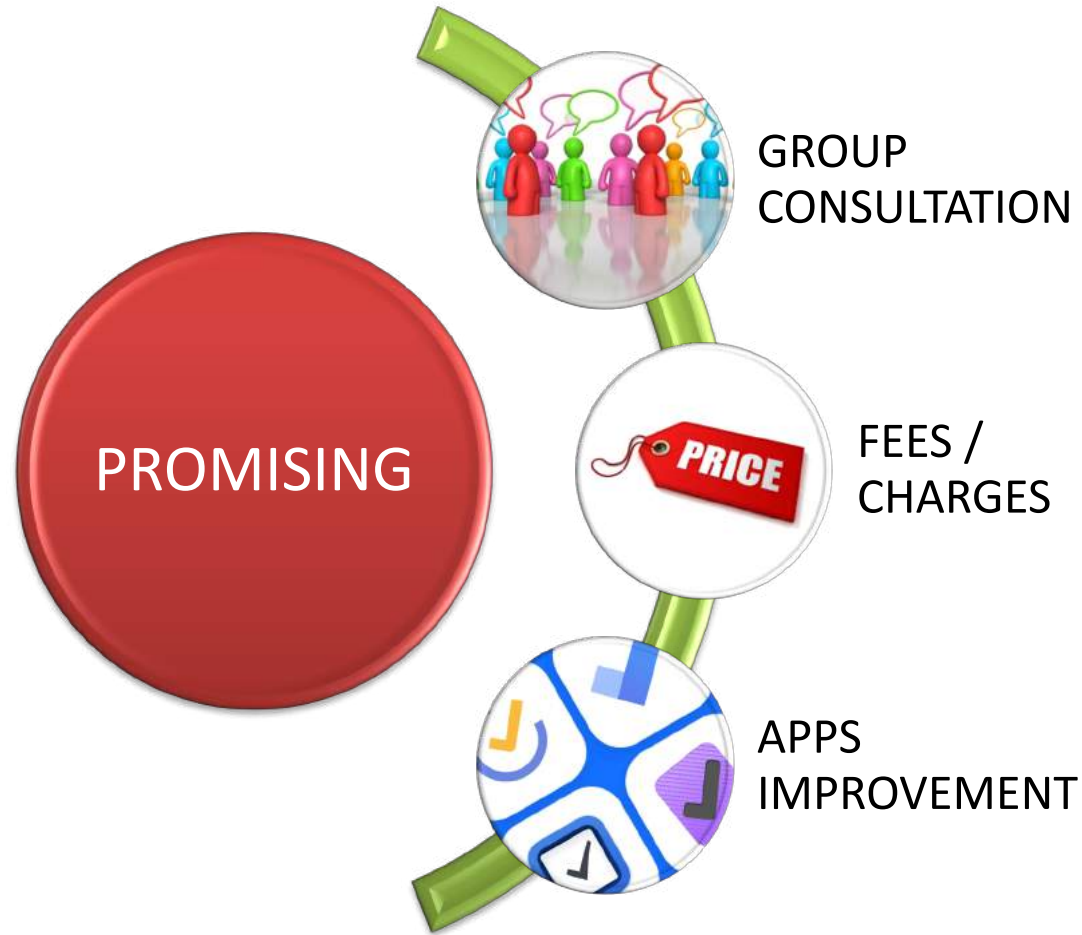 PROMISING
GROUP
CONSULTATION
PRICE
FEES /
CHARGES
APPS
IMPROVEMENT